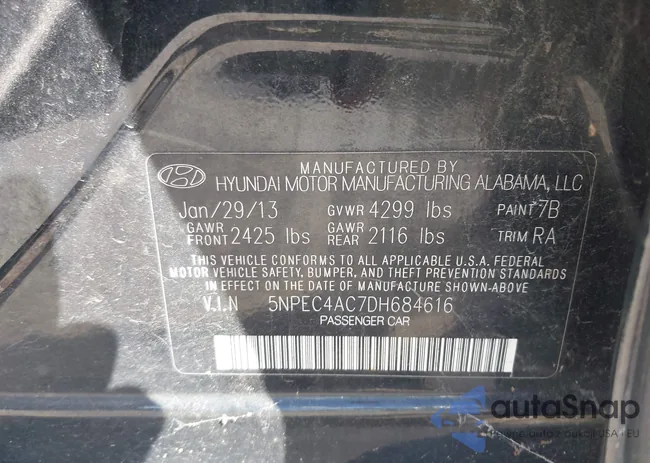 MANUFACTURED BY
HYUNDAI MOTOR MANUFACTURING ALABAMA, LLC
Jan/29/13 GVWR 4299 lbs PAINT 7B
GAWR FRONT 2425 lbs GAWR REAR 2116 lbs TRIM RA
THIS VEHICLE CONFORMS TO ALL APPLICABLE U.S.A. FEDERAL
MOTOR VEHICLE SAFETY, BUMPER, AND THEFT PREVENTION STANDARDS
IN EFFECT ON THE DATE OF MANUFACTURE SHOWN-ABOVE
V.I.N 5NPEC4AC7DH684616
PASSENGER CAR
autoSnap
USA - EU